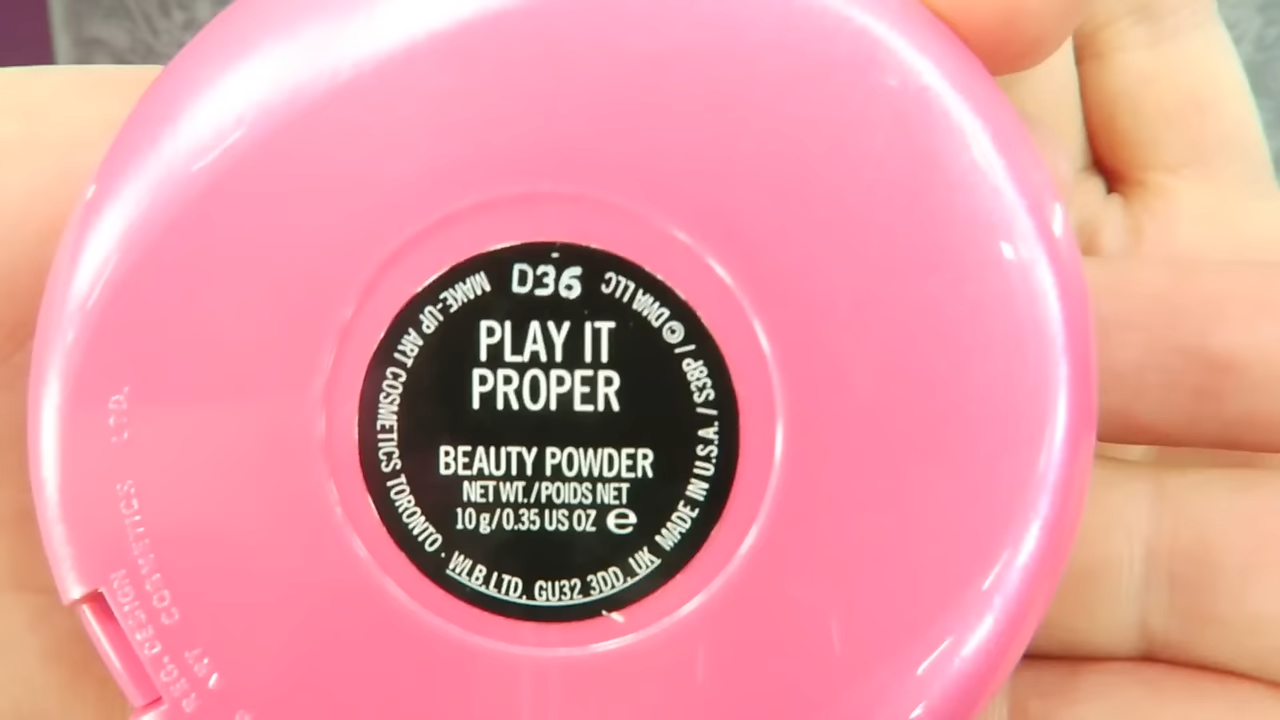 D36
PLAY IT
PROPER
BEAUTY POWDER
NET WT./POIDS NET
10 g/0.35 US OZ e
MAKE-UP ART COSMETICS TORONTO · WLB, LTD, GU32 3DD, UK MADE IN U.S.A. / S38P / © DWA LLC
LTD.
ART COSMETICS
REG. DESIGN